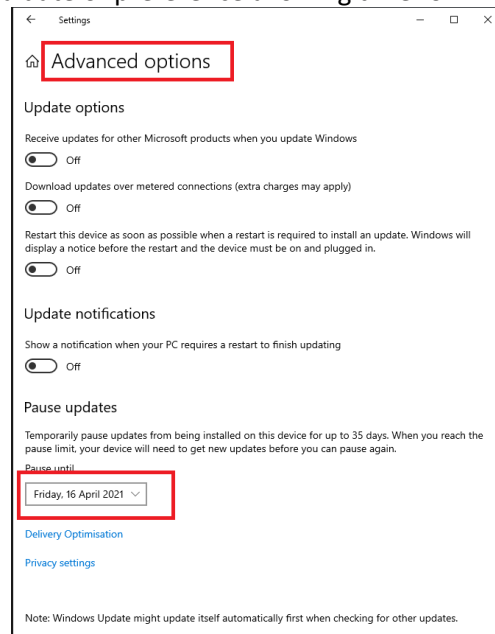 Settings
Advanced options
Update options
Receive updates for other Microsoft products when you update Windows
Off
Download updates over metered connections (extra charges may apply)
Off
Restart this device as soon as possible when a restart is required to install an update. Windows will
display a notice before the restart and the device must be on and plugged in.
Off
Update notifications
Show a notification when your PC requires a restart to finish updating
Off
Pause updates
Temporarily pause updates from being installed on this device for up to 35 days. When you reach the
pause limit, your device will need to get new updates before you can pause again.
Pause until
Friday, 16 April 2021
Delivery Optimisation
Privacy settings
Note: Windows Update might update itself automatically first when checking for other updates.